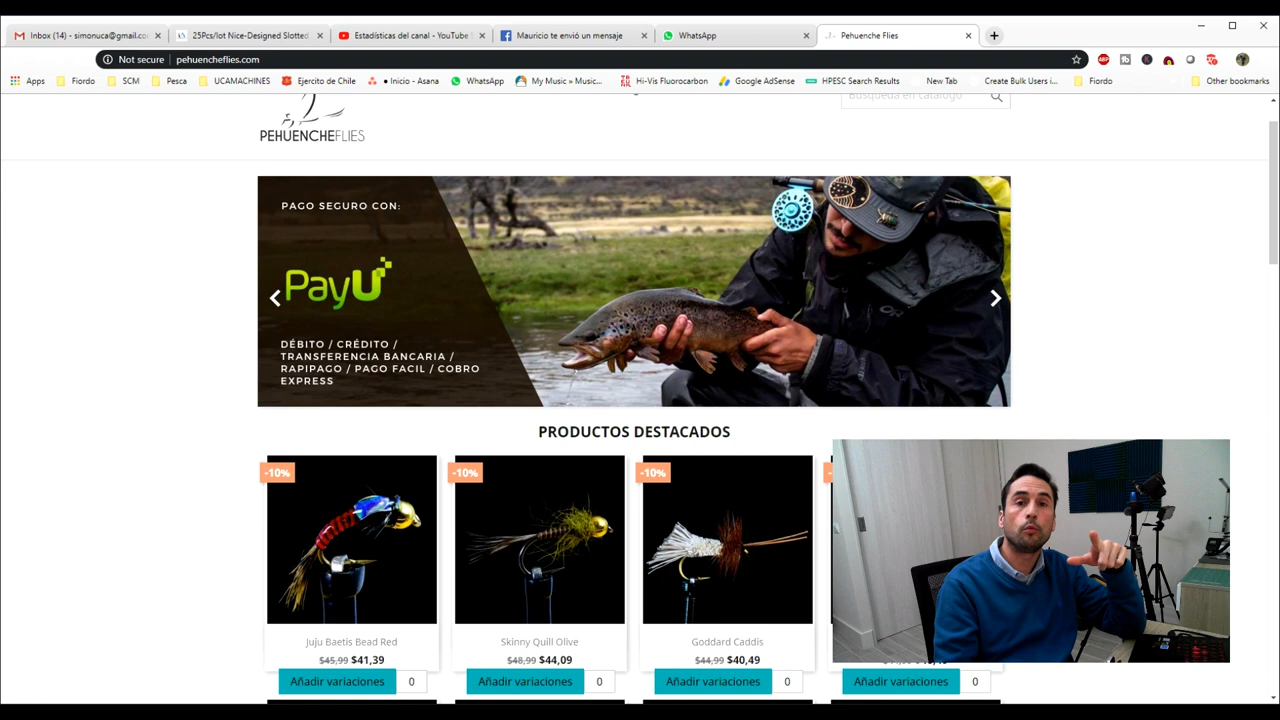 Inbox (14) - simonuca@gmail.co
25Pcs/lot Nice-Designed Slotted
Estadísticas del canal - YouTube S
Mauricio te envió un mensaje
WhatsApp
Pehuenche Flies
Not secure
pehuencheflies.com
Apps
Fiordo
SCM
Pesca
UCAMACHINES
Ejercito de Chile
• Inicio - Asana
WhatsApp
My Music » Music...
Hi-Vis Fluorocarbon
Google AdSense
HPESC Search Results
New Tab
Create Bulk Users i...
Fiordo
Other bookmarks
Búsqueda en catálogo
PEHUENCHEFLIES
PAGO SEGURO CON:
PayU
DÉBITO / CRÉDITO /
TRANSFERENCIA BANCARIA /
RAPIPAGO / PAGO FACIL / COBRO
EXPRESS
PRODUCTOS DESTACADOS
-10%
-10%
-10%
Juju Baetis Bead Red
Skinny Quill Olive
Goddard Caddis
$45,99 $41,39
$48,99 $44,09
$44,99 $40,49
Añadir variaciones 0
Añadir variaciones 0
Añadir variaciones 0
Añadir variaciones 0